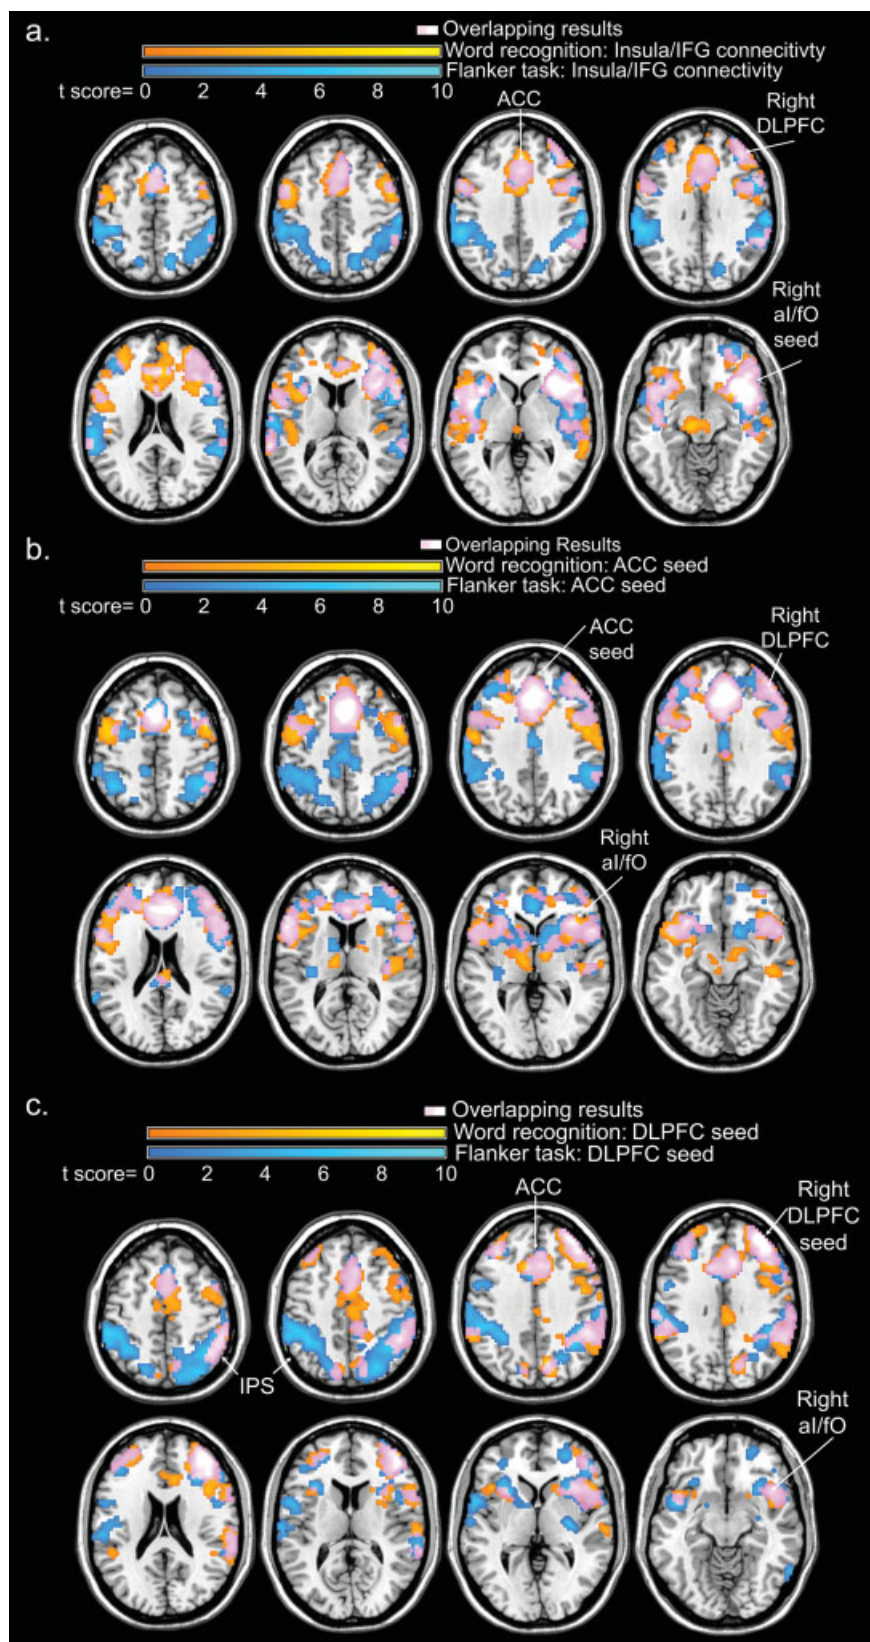 a.
Overlapping results
Word recognition: Insula/IFG connecitivty
Flanker task: Insula/IFG connectivity
t score= 0 2 4 6 8 10
ACC
Right
DLPFC
Right
aI/fO
seed
b.
Overlapping Results
Word recognition: ACC seed
Flanker task: ACC seed
t score= 0 2 4 6 8 10
ACC
seed
Right
DLPFC
Right
aI/fO
c.
Overlapping results
Word recognition: DLPFC seed
Flanker task: DLPFC seed
t score= 0 2 4 6 8 10
ACC
Right
DLPFC
seed
IPS
Right
aI/fO